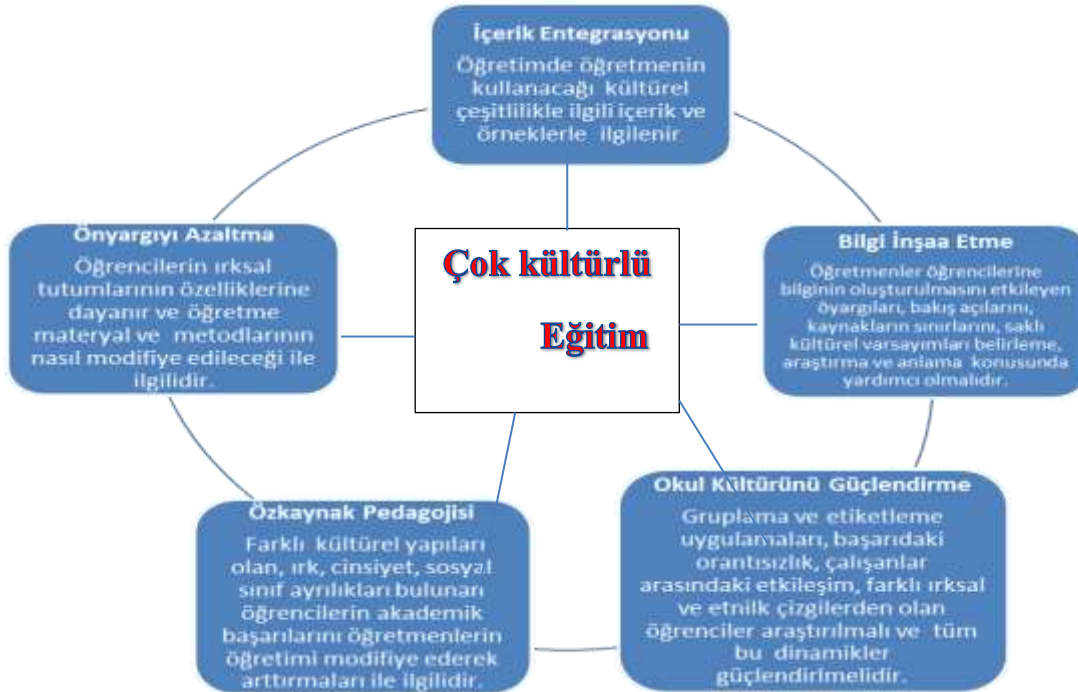 İçerik Entegrasyonu
Öğretimde öğretmenin
kullanacağı kültürel
çeşitlilikle ilgili içerik ve
örneklerle ilgilenir
Önyargıyı Azaltma
Öğrencilerin ırksal
tutumlarının özelliklerine
dayanır ve öğretme
materyal ve metodlarının
nasıl modifiye edileceği ile
ilgilidir.
Çok kültürlü
Eğitim
Bilgi İnşaa Etme
Öğretmenler öğrencilerine
bilginin oluşturulmasını etkileyen
öyargıları, bakış açılarını,
kaynakların sınırlarını, saklı
kültürel varsayımları belirleme,
araştırma ve anlama konusunda
yardımcı olmalıdır.
Özkaynak Pedagojisi
Farklı kültürel yapıları
olan, ırk, cinsiyet, sosyal
sınıf ayrılıkları bulunan
öğrencilerin akademik
başarılarını öğretmenlerin
öğretimi modifiye ederek
arttırmaları ile ilgilidir.
Okul Kültürünü Güçlendirme
Gruplama ve etiketleme
uygulamaları, başarıdaki
orantısızlık, çalışanlar
arasındaki etkileşim, farklı ırksal
ve etnilk çizgilerden olan
öğrenciler araştırılmalı ve tüm
bu dinamikler
güçlendirlmelidir.